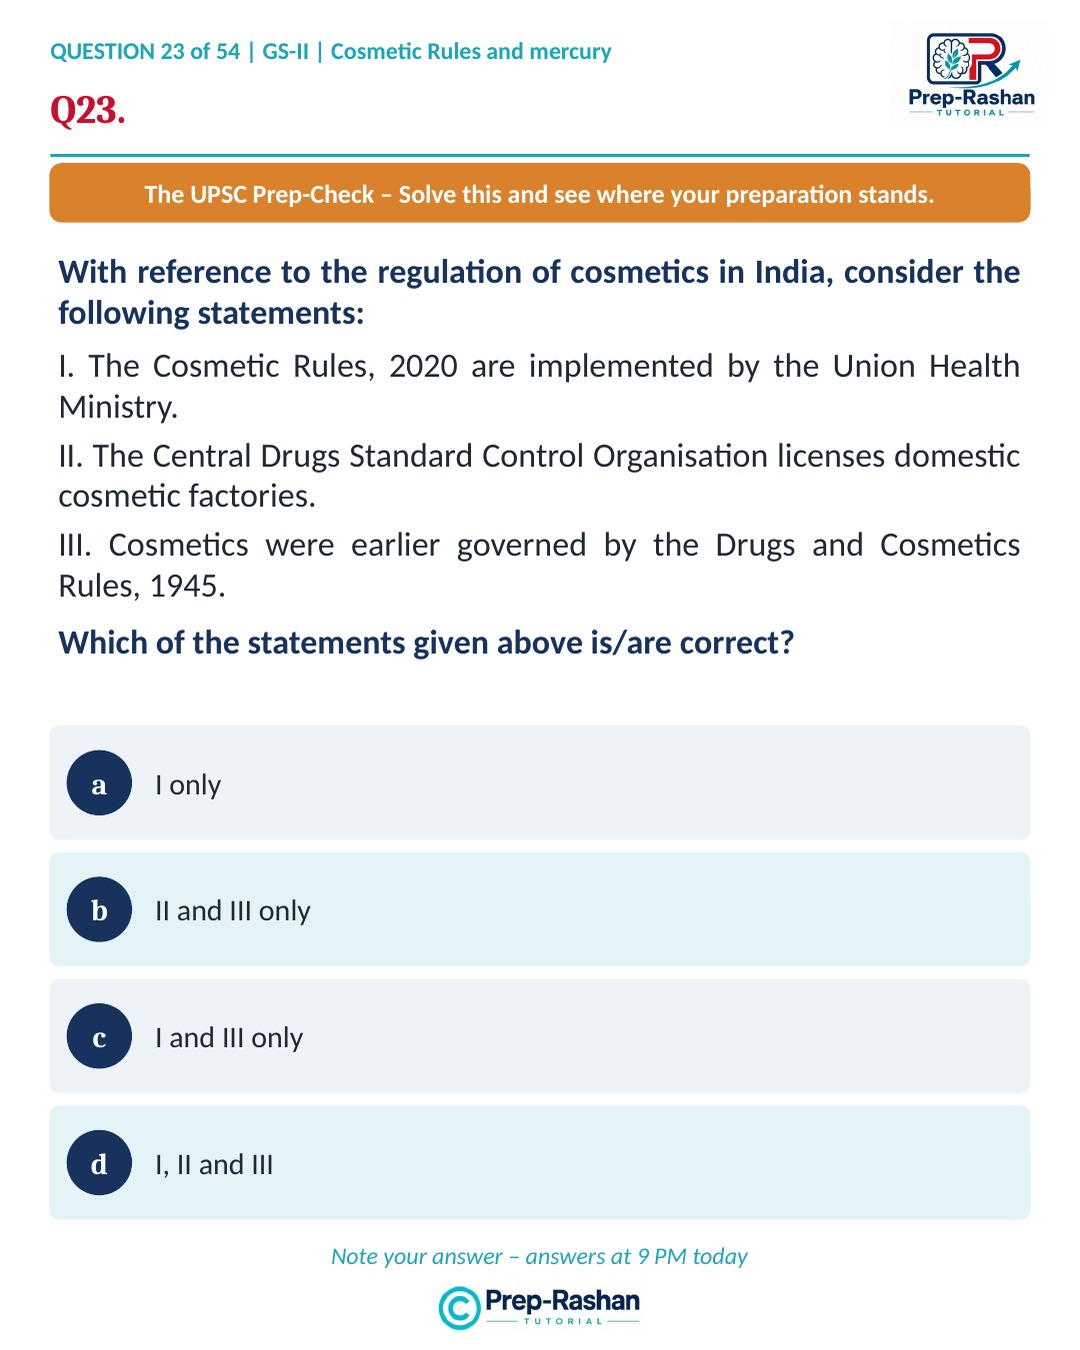 QUESTION 23 of 54 | GS-II | Cosmetic Rules and mercury
Prep-Rashan
TUTORIAL
Q23.
The UPSC Prep-Check – Solve this and see where your preparation stands.
With reference to the regulation of cosmetics in India, consider the
following statements:
I. The Cosmetic Rules, 2020 are implemented by the Union Health
Ministry.
II. The Central Drugs Standard Control Organisation licenses domestic
cosmetic factories.
III. Cosmetics were earlier governed by the Drugs and Cosmetics
Rules, 1945.
Which of the statements given above is/are correct?
a I only
b II and III only
c I and III only
d I, II and III
Note your answer – answers at 9 PM today
© Prep-Rashan
TUTORIAL